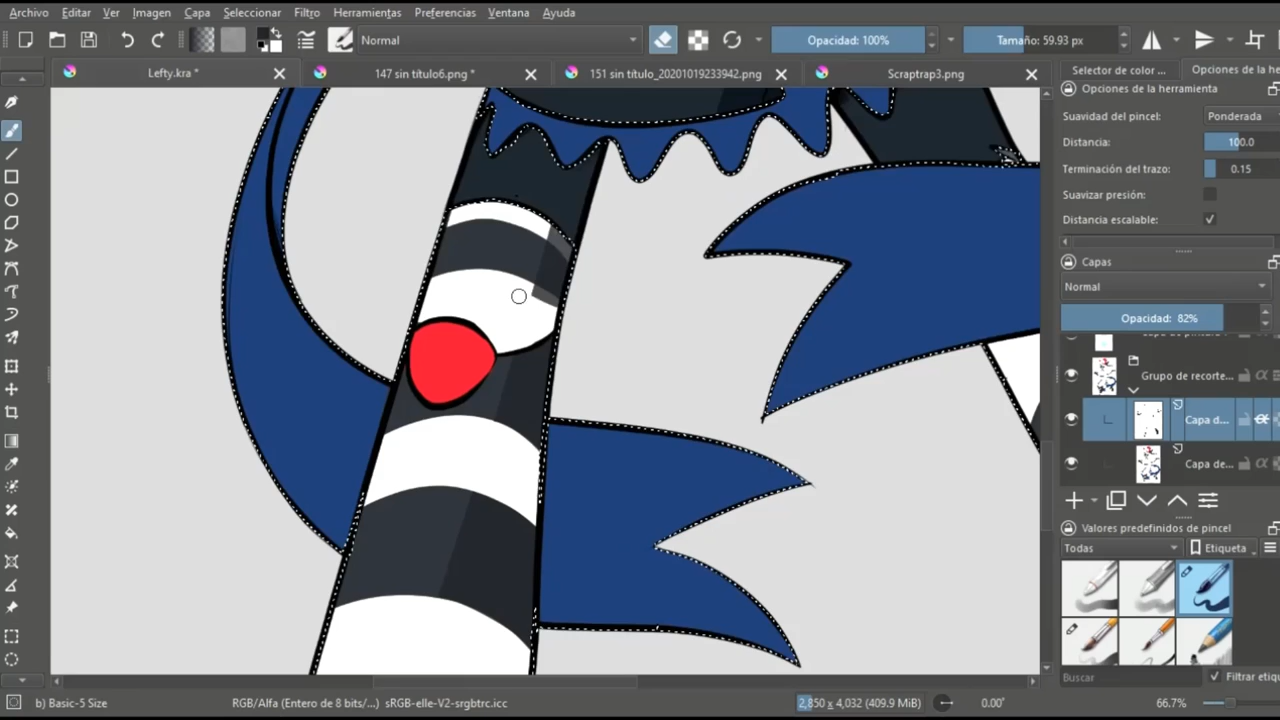 Archivo Editar Ver Imagen Capa Seleccionar Filtro Herramientas Preferencias Ventana Ayuda
Normal Opacidad: 100% Tamaño: 59.93 px
Lefty.kra * 147 sin título6.png * 151 sin título_20201019233942.png Scraptrap3.png
Selector de color ... Opciones de la he
Opciones de la herramienta
Suavidad del pincel: Ponderada
Distancia: 100.0
Terminación del trazo: 0.15
Suavizar presión:
Distancia escalable:
Capas
Normal
Opacidad: 82%
Grupo de recorte...
Capa d...
Capa de...
Valores predefinidos de pincel
Todas Etiqueta
Buscar Filtrar etiqu
b) Basic-5 Size RGB/Alfa (Entero de 8 bits/...) sRGB-elle-V2-srgbtrc.icc 2,850 x 4,032 (409.9 MiB) 0.00° 66.7%